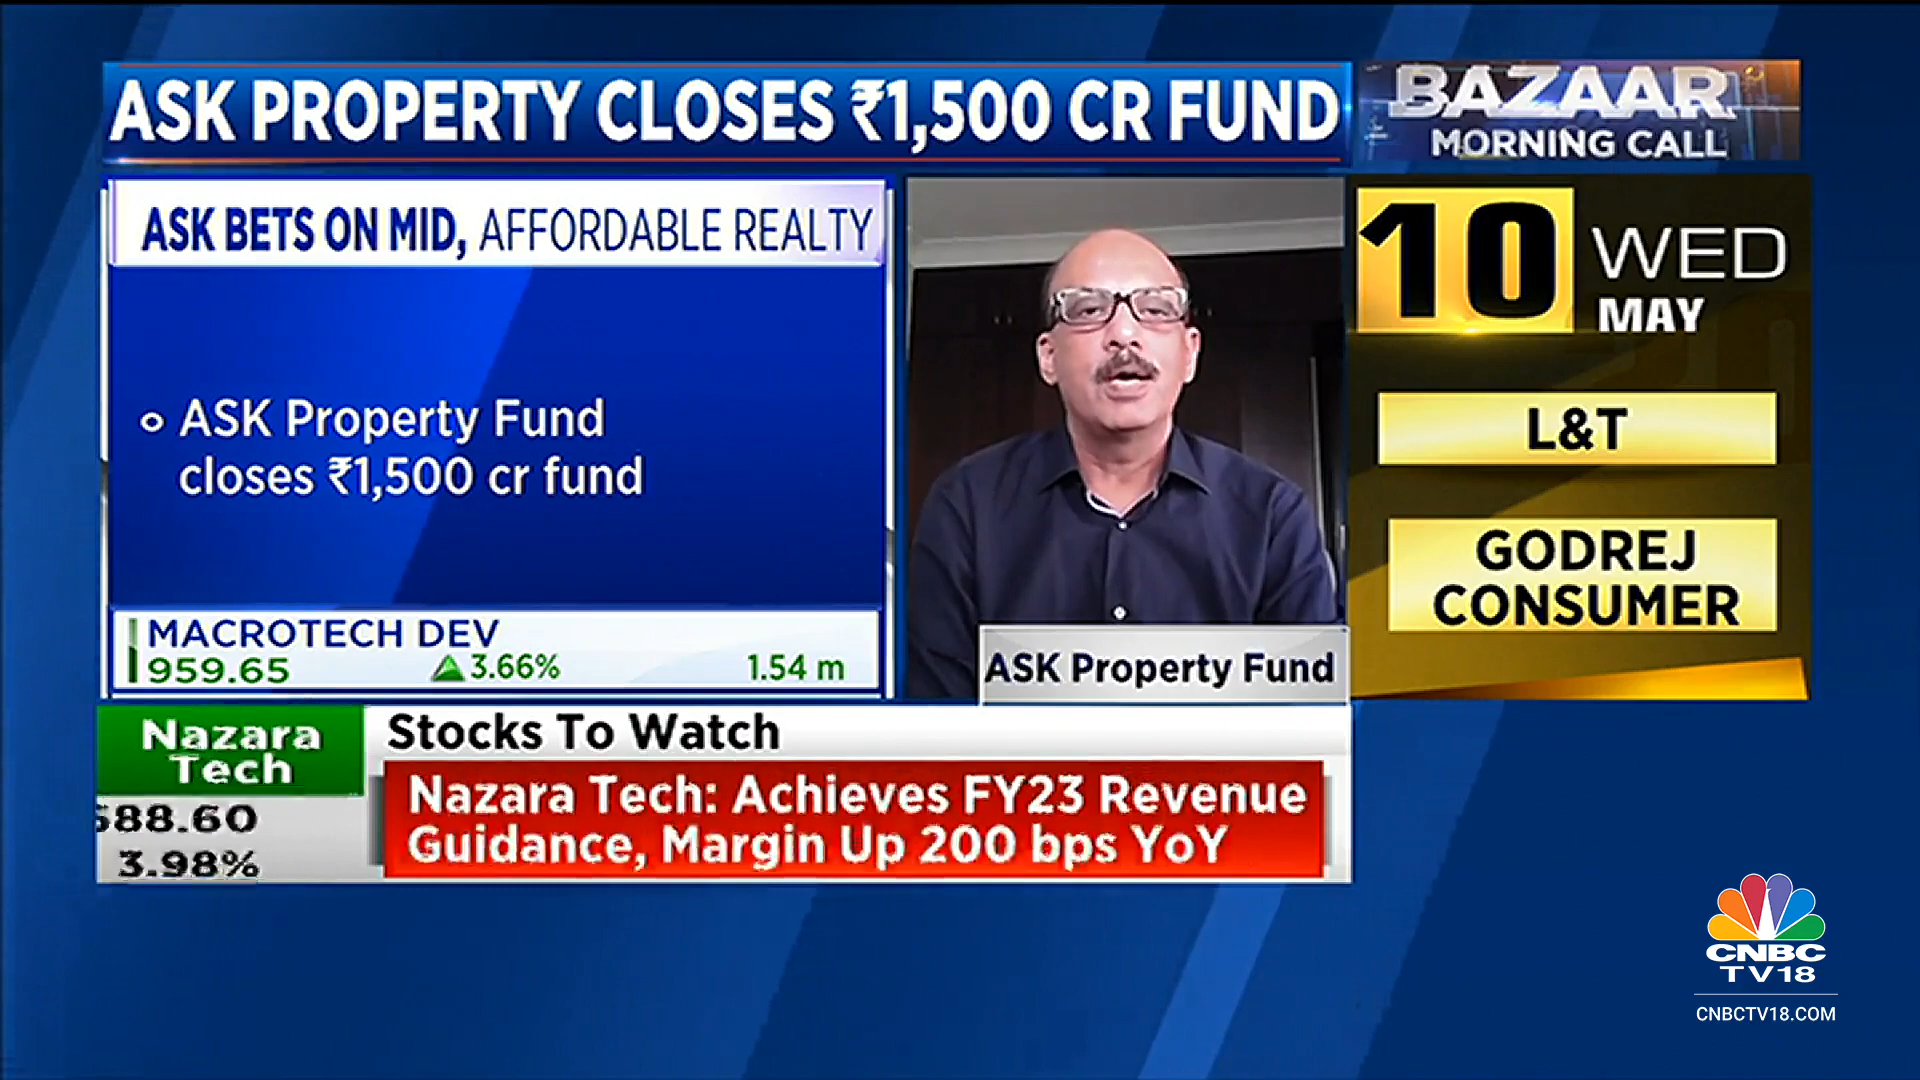 ASK PROPERTY CLOSES ₹1,500 CR FUND
BAZAAR
MORNING CALL
ASK BETS ON MID, AFFORDABLE REALTY
ASK Property Fund
closes ₹1,500 cr fund
MACROTECH DEV
959.65 ▲3.66% 1.54 m
ASK Property Fund
10 WED
MAY
L&T
GODREJ
CONSUMER
Nazara
Tech
88.60
3.98%
Stocks To Watch
Nazara Tech: Achieves FY23 Revenue
Guidance, Margin Up 200 bps YoY
CNBC
TV18
CNBCTV18.COM